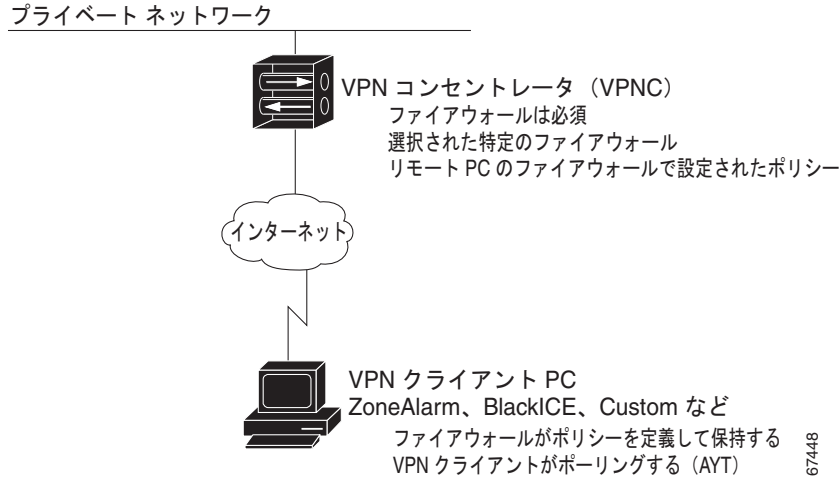 プライベート ネットワーク
VPN コンセントレータ（VPNC）
ファイアウォールは必須
選択された特定のファイアウォール
リモート PC のファイアウォールで設定されたポリシー
インターネット
VPN クライアント PC
ZoneAlarm、BlackICE、Custom など
ファイアウォールがポリシーを定義して保持する
VPN クライアントがポーリングする（AYT）
67448